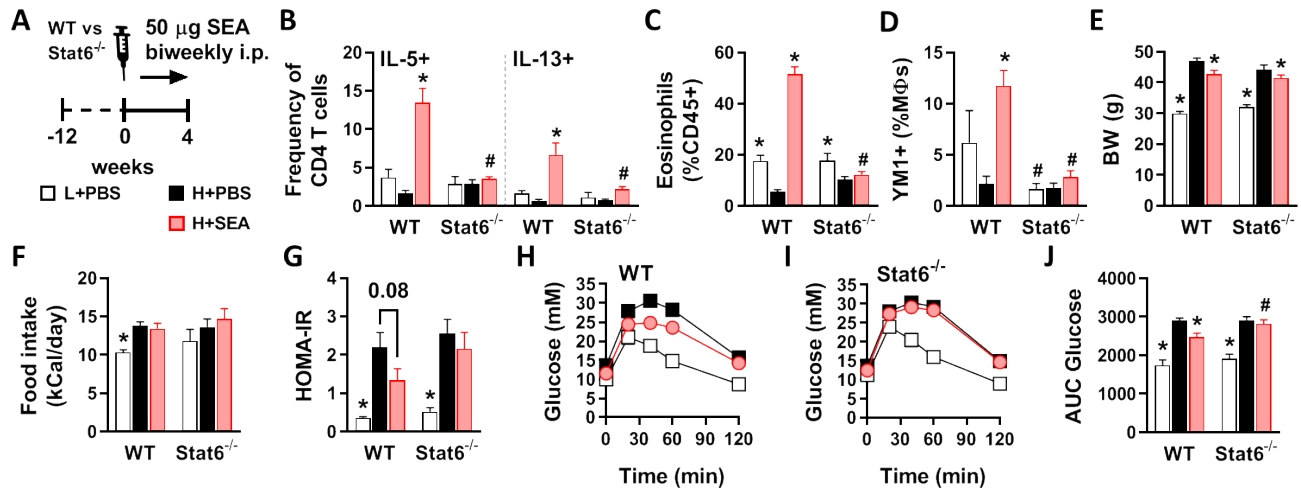 A
WT vs
Stat6-/-
50 μg SEA
biweekly i.p.
-12 0 4
weeks
L+PBS H+PBS
H+SEA
B
Frequency of
CD4 T cells
20
15
10
5
0
IL-5+ IL-13+
* # * #
WT Stat6-/- WT Stat6-/-
C
Eosinophils
(%CD45+)
60
40
20
0
* * * #
WT Stat6-/-
D
YM1+ (%MΦs)
15
10
5
0
* # #
WT Stat6-/-
E
BW (g)
50
40
30
20
10
0
* * * *
WT Stat6-/-
F
Food intake
(kCal/day)
20
15
10
5
0
*
WT Stat6-/-
G
HOMA-IR
4
3
2
1
0
0.08
* *
WT Stat6-/-
H
WT
Glucose (mM)
35
30
25
20
15
10
5
0
0 30 60 90 120
Time (min)
I
Stat6-/-
Glucose (mM)
35
30
25
20
15
10
5
0
0 30 60 90 120
Time (min)
J
AUC Glucose
4000
3000
2000
1000
0
* * * #
WT Stat6-/-